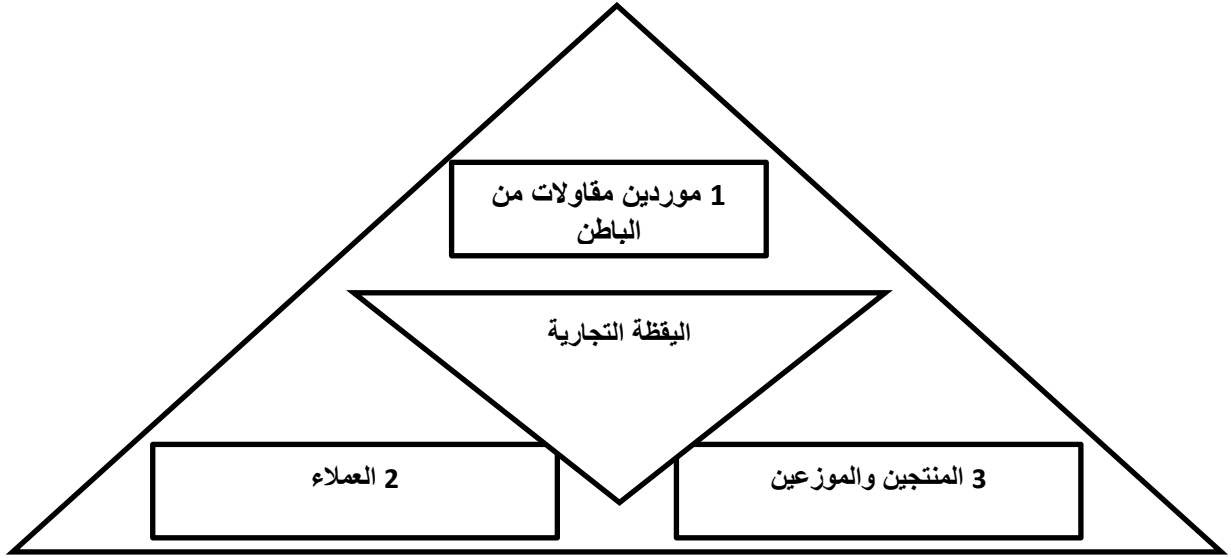 1 موردين مقاولات من
الباطن
اليقظة التجارية
3 المنتجين والموزعين
2 العملاء